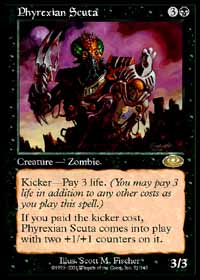 Phyrexian Scuta 3
Creature — Zombie
Kicker—Pay 3 life. (You may pay 3
life in addition to any other costs as
you play this spell.)
If you paid the kicker cost,
Phyrexian Scuta comes into play
with two +1/+1 counters on it.
3/3
Illus. Scott M. Fischer